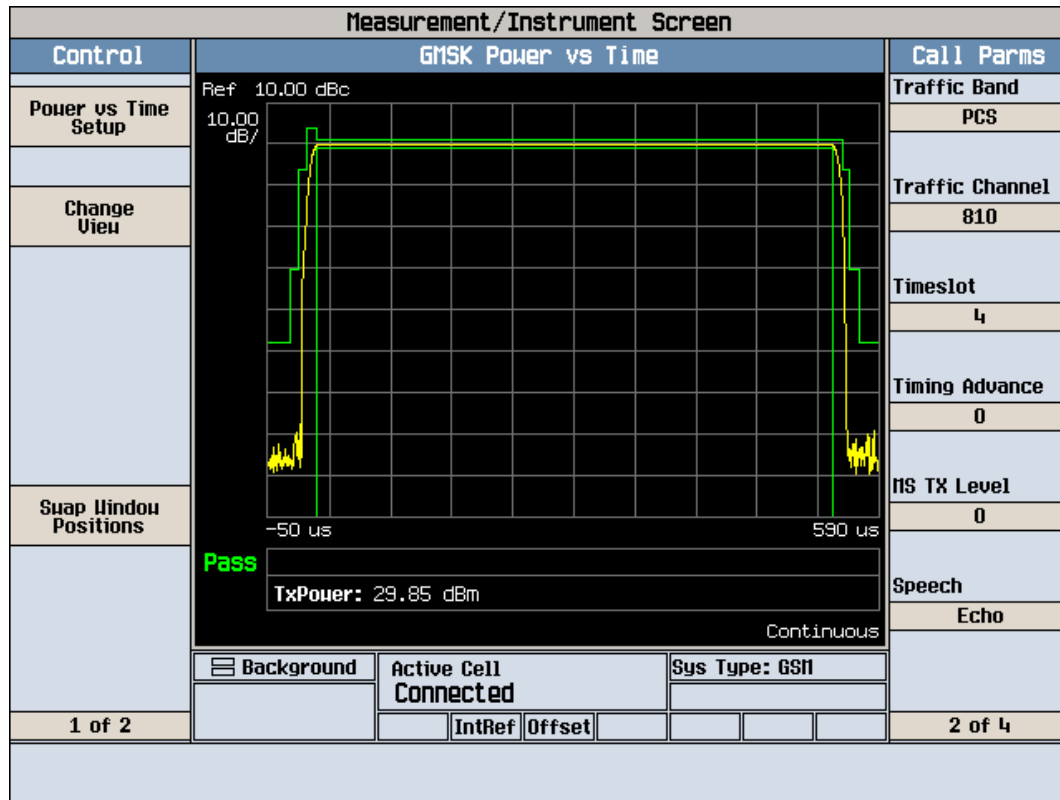 Measurement/Instrument Screen
Control
GMSK Power vs Time
Call Parms
Power vs Time
Setup
Change
View
Swap Window
Positions
1 of 2
Ref 10.00 dBc
10.00
dB/
-50 us
590 us
Pass
TxPower: 29.85 dBm
Continuous
Background
Active Cell
Connected
Sys Type: GSM
IntRef
Offset
Traffic Band
PCS
Traffic Channel
810
Timeslot
4
Timing Advance
0
MS TX Level
0
Speech
Echo
2 of 4